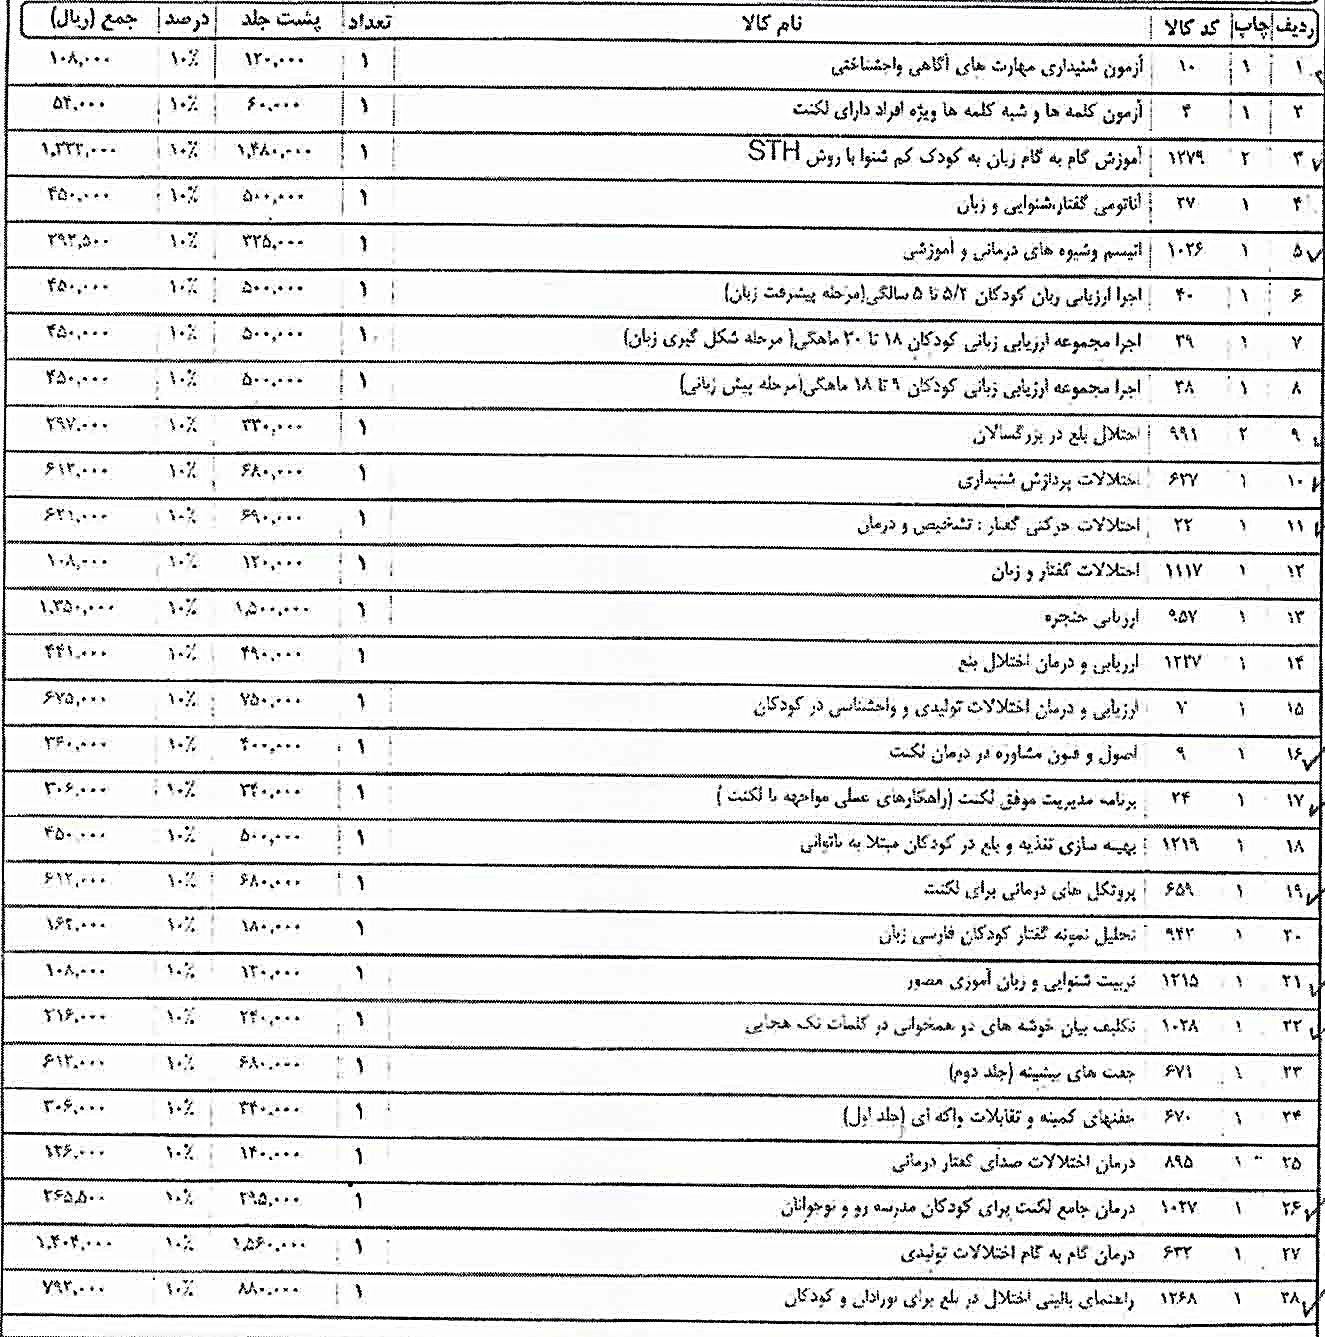 ردیف چاپ کد کالا نام کالا تعداد پشت جلد درصد جمع (ریال)
۱ ۱ ۱۰ آزمون شنیداری مهارت های آگاهی واجشناختی ۱ ۱۲۰,۰۰۰ ۱۰٪ ۱۰۸,۰۰۰
۲ ۱ ۴ آزمون کلمه ها و شبه کلمه ها ویژه افراد دارای لکنت ۱ ۶۰,۰۰۰ ۱۰٪ ۵۴,۰۰۰
۳ ۲ ۱۲۷۹ آموزش گام به گام زبان به کودک کم شنوا با روش STH ۱ ۱,۴۸۰,۰۰۰ ۱۰٪ ۱,۳۳۲,۰۰۰
۴ ۱ ۲۷ آناتومی گفتار،شنوایی و زبان ۱ ۵۰۰,۰۰۰ ۱۰٪ ۴۵۰,۰۰۰
۵ ۱ ۱۰۲۶ اتیسم وشیوه های درمانی و آموزشی ۱ ۳۲۵,۰۰۰ ۱۰٪ ۲۹۲,۵۰۰
۶ ۱ ۴۰ اجرا ارزیابی زبان کودکان ۵/۲ تا ۵ سالگی(مرحله پیشرفت زبان) ۱ ۵۰۰,۰۰۰ ۱۰٪ ۴۵۰,۰۰۰
۷ ۱ ۳۹ اجرا مجموعه ارزیابی زبانی کودکان ۱۸ تا ۳۰ ماهگی( مرحله شکل گیری زبان) ۱ ۵۰۰,۰۰۰ ۱۰٪ ۴۵۰,۰۰۰
۸ ۱ ۳۸ اجرا مجموعه ارزیابی زبانی کودکان ۹ تا ۱۸ ماهگی(مرحله پیش زبانی) ۱ ۵۰۰,۰۰۰ ۱۰٪ ۴۵۰,۰۰۰
۹ ۲ ۹۹۱ اختلال بلع در بزرگسالان ۱ ۳۳۰,۰۰۰ ۱۰٪ ۲۹۷,۰۰۰
۱۰ ۱ ۶۲۷ اختلالات پردازش شنیداری ۱ ۶۸۰,۰۰۰ ۱۰٪ ۶۱۲,۰۰۰
۱۱ ۱ ۲۲ اختلالات حرکتی گفتار : تشخیص و درمان ۱ ۶۹۰,۰۰۰ ۱۰٪ ۶۲۱,۰۰۰
۱۲ ۱ ۱۱۱۷ اختلالات گفتار و زبان ۱ ۱۲۰,۰۰۰ ۱۰٪ ۱۰۸,۰۰۰
۱۳ ۱ ۹۵۷ ارزیابی حنجره ۱ ۱,۵۰۰,۰۰۰ ۱۰٪ ۱,۳۵۰,۰۰۰
۱۴ ۱ ۱۲۳۷ ارزیابی و درمان اختلال بلع ۱ ۴۹۰,۰۰۰ ۱۰٪ ۴۴۱,۰۰۰
۱۵ ۱ ۷ ارزیابی و درمان اختلالات تولیدی و واجشناسی در کودکان ۱ ۷۵۰,۰۰۰ ۱۰٪ ۶۷۵,۰۰۰
۱۶ ۱ ۹ اصول و فنون مشاوره در درمان لکنت ۱ ۴۰۰,۰۰۰ ۱۰٪ ۳۶۰,۰۰۰
۱۷ ۱ ۲۴ برنامه مدیریت موفق لکنت (راهکارهای عملی مواجهه با لکنت ) ۱ ۳۴۰,۰۰۰ ۱۰٪ ۳۰۶,۰۰۰
۱۸ ۱ ۱۲۱۹ بهینه سازی تغذیه و بلع در کودکان مبتلا به ناتوانی ۱ ۵۰۰,۰۰۰ ۱۰٪ ۴۵۰,۰۰۰
۱۹ ۱ ۶۵۹ پروتکل های درمانی برای لکنت ۱ ۶۸۰,۰۰۰ ۱۰٪ ۶۱۲,۰۰۰
۲۰ ۱ ۹۴۲ تحلیل نمونه گفتار کودکان فارسی زبان ۱ ۱۸۰,۰۰۰ ۱۰٪ ۱۶۲,۰۰۰
۲۱ ۱ ۱۲۱۵ تربیت شنوایی و زبان آموزی مصور ۱ ۱۲۰,۰۰۰ ۱۰٪ ۱۰۸,۰۰۰
۲۲ ۱ ۱۰۲۸ تکلیف بیان خوشه های دو همخوانی در کلمات تک هجایی ۱ ۲۴۰,۰۰۰ ۱۰٪ ۲۱۶,۰۰۰
۲۳ ۱ ۶۷۱ جفت های بیشینه (جلد دوم) ۱ ۶۸۰,۰۰۰ ۱۰٪ ۶۱۲,۰۰۰
۲۴ ۱ ۶۷۰ جفتهای کمینه و تقابلات واکه ای (جلد اول) ۱ ۳۴۰,۰۰۰ ۱۰٪ ۳۰۶,۰۰۰
۲۵ ۱ ۸۹۵ درمان اختلالات صدای گفتار درمانی ۱ ۱۴۰,۰۰۰ ۱۰٪ ۱۲۶,۰۰۰
۲۶ ۱ ۱۰۲۷ درمان جامع لکنت برای کودکان مدرسه رو و نوجوانان ۱ ۲۹۵,۰۰۰ ۱۰٪ ۲۶۵,۵۰۰
۲۷ ۱ ۶۳۲ درمان گام به گام اختلالات تولیدی ۱ ۱,۵۶۰,۰۰۰ ۱۰٪ ۱,۴۰۴,۰۰۰
۲۸ ۱ ۱۲۶۸ راهنمای بالینی اختلال در بلع برای نوزادان و کودکان ۱ ۸۸۰,۰۰۰ ۱۰٪ ۷۹۲,۰۰۰